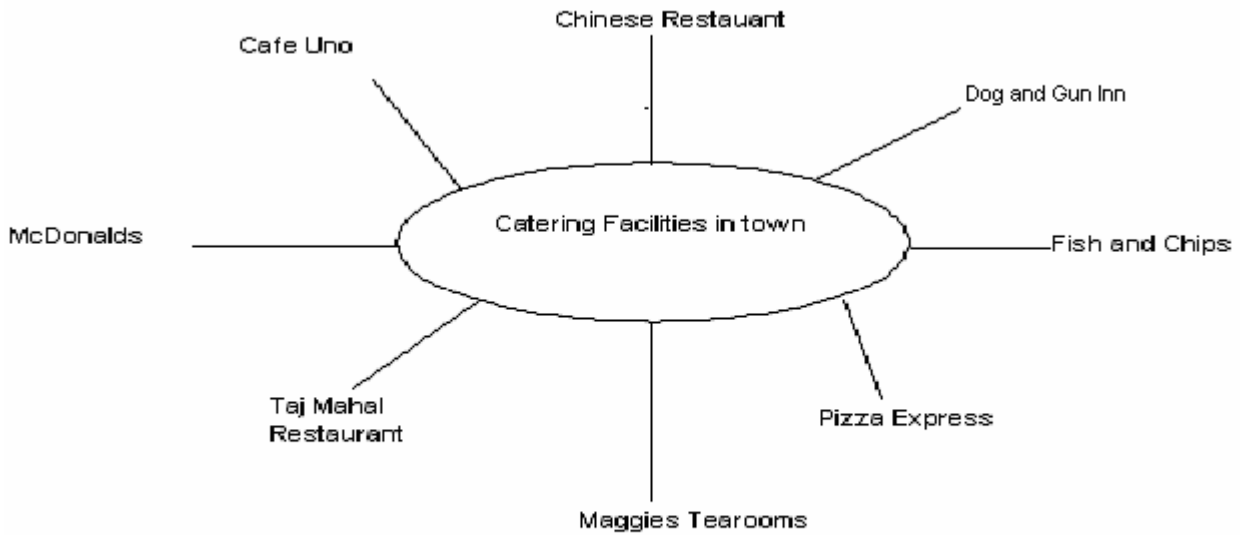 Chinese Restauant
Cafe Uno
Dog and Gun Inn
Catering Facilities in town
McDonalds
Fish and Chips
Taj Mahal
Restaurant
Pizza Express
Maggies Tearooms